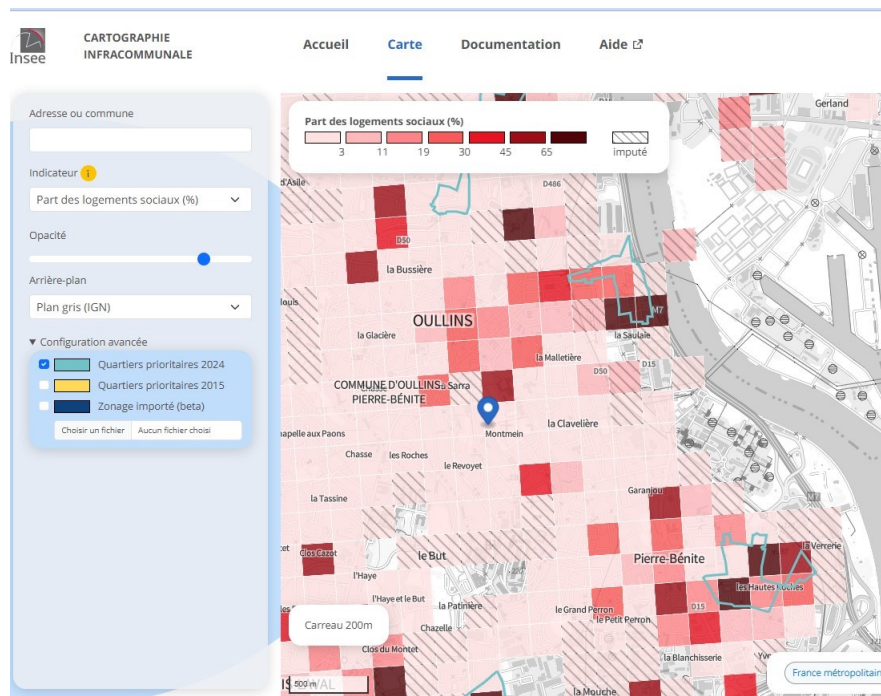 Insee
CARTOGRAPHIE
INFRACOMMUNALE
Accueil
Carte
Documentation
Aide
Adresse ou commune
Indicateur i
Part des logements sociaux (%)
Opacité
Arrière-plan
Plan gris (IGN)
Configuration avancée
Quartiers prioritaires 2024
Quartiers prioritaires 2015
Zonage importé (beta)
Choisir un fichier Aucun fichier choisi
Part des logements sociaux (%)
3 11 19 30 45 65 imputé
Gerland
d'Asile
D486
D50
la Bussière
OULLINS
M7
la Glacière
la Saulaie
la Malletière
D15
D50
COMMUNE D'OULLINS-
PIERRE-BÉNITE
Sarra
la Clavelière
Montmein
Chasse
les Roches
le Revoyet
la Tassine
Garanjou
M7
Clos Cazot
le But
Pierre-Bénite
la Verrerie
l'Haye
les Hautes Roches
l'Haye et le But
la Patinière
le Grand Perron
D15
le Petit Perron
Carreau 200m
Chazelle
Clos du Montet
la Blanchisserie
500 m
la Mouche
France métropolitain